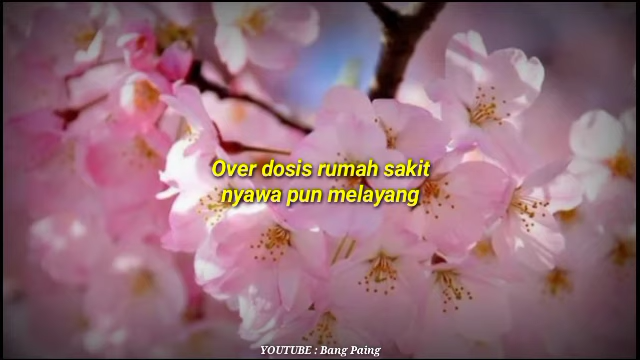 Over dosis rumah sakit
nyawa pun melayang
YOUTUBE : Bang Paing